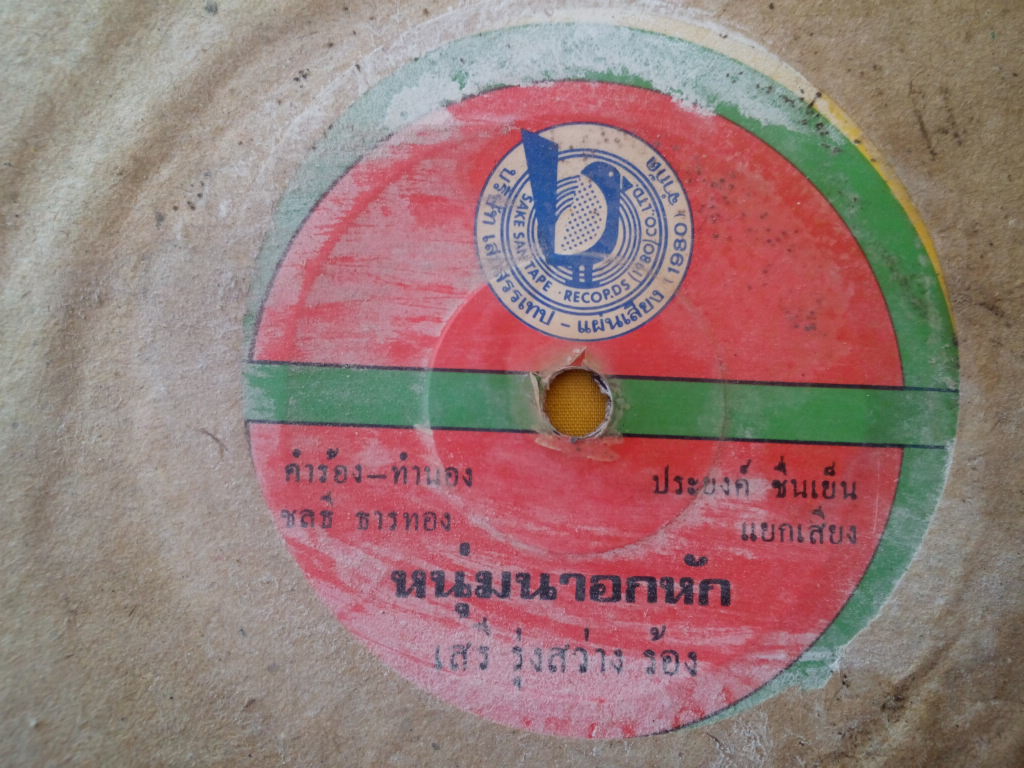 บริษัท เสกสรรเทป - แผ่นเสียง (1980) จำกัด
SAKE SAN TAPE · RECORDS (1980) CO.,LTD.
คำร้อง-ทำนอง
ชลธี ธารทอง
ประยงค์ ชื่นเย็น
แยกเสียง
หนุ่มนาอกหัก
เสรี รุ่งสว่าง ร้อง